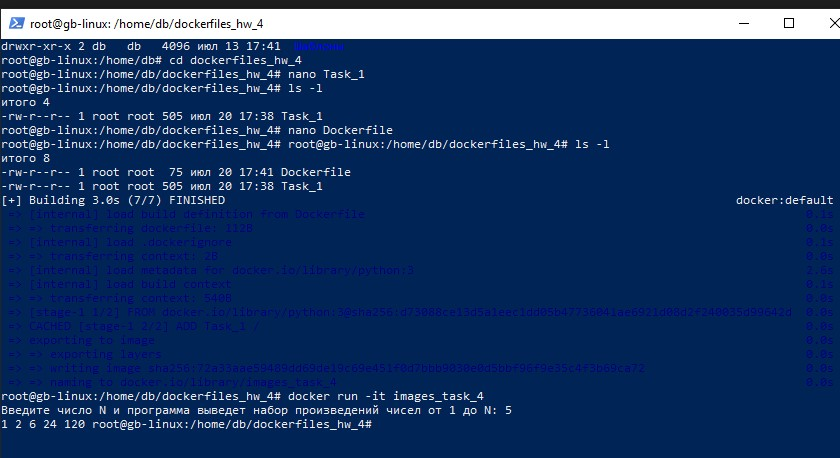 root@gb-linux: /home/db/dockerfiles_hw_4
drwxr-xr-x 2 db   db   4096 июл 13 17:41
root@gb-linux:/home/db# cd dockerfiles_hw_4
root@gb-linux:/home/db/dockerfiles_hw_4# nano Task_1
root@gb-linux:/home/db/dockerfiles_hw_4# ls -l
итого 4
-rw-r--r-- 1 root root 505 июл 20 17:38 Task_1
root@gb-linux:/home/db/dockerfiles_hw_4# nano Dockerfile
root@gb-linux:/home/db/dockerfiles_hw_4# root@gb-linux:/home/db/dockerfiles_hw_4# ls -l
итого 8
-rw-r--r-- 1 root root  75 июл 20 17:41 Dockerfile
-rw-r--r-- 1 root root 505 июл 20 17:38 Task_1
[+] Building 3.0s (7/7) FINISHED docker:default
=> [internal] load build definition from Dockerfile 0.1s
=> => transferring dockerfile: 112B 0.0s
=> [internal] load .dockerignore 0.1s
=> => transferring context: 2B 0.0s
=> [internal] load metadata for docker.io/library/python:3 2.6s
=> [internal] load build context 0.1s
=> => transferring context: 540B 0.0s
=> [stage-1 1/2] FROM 0.0s
=> CACHED [stage-1 2/2] ADD Task_1 / 0.0s
=> exporting to image 0.0s
=> => exporting layers 0.0s
=> => writing image 0.0s
=> => naming to docker.io/library/images_task_4 0.0s
root@gb-linux:/home/db/dockerfiles_hw_4# docker run -it images_task_4
Введите число N и программа выведет набор произведений чисел от 1 до N: 5
1 2 6 24 120 root@gb-linux:/home/db/dockerfiles_hw_4#